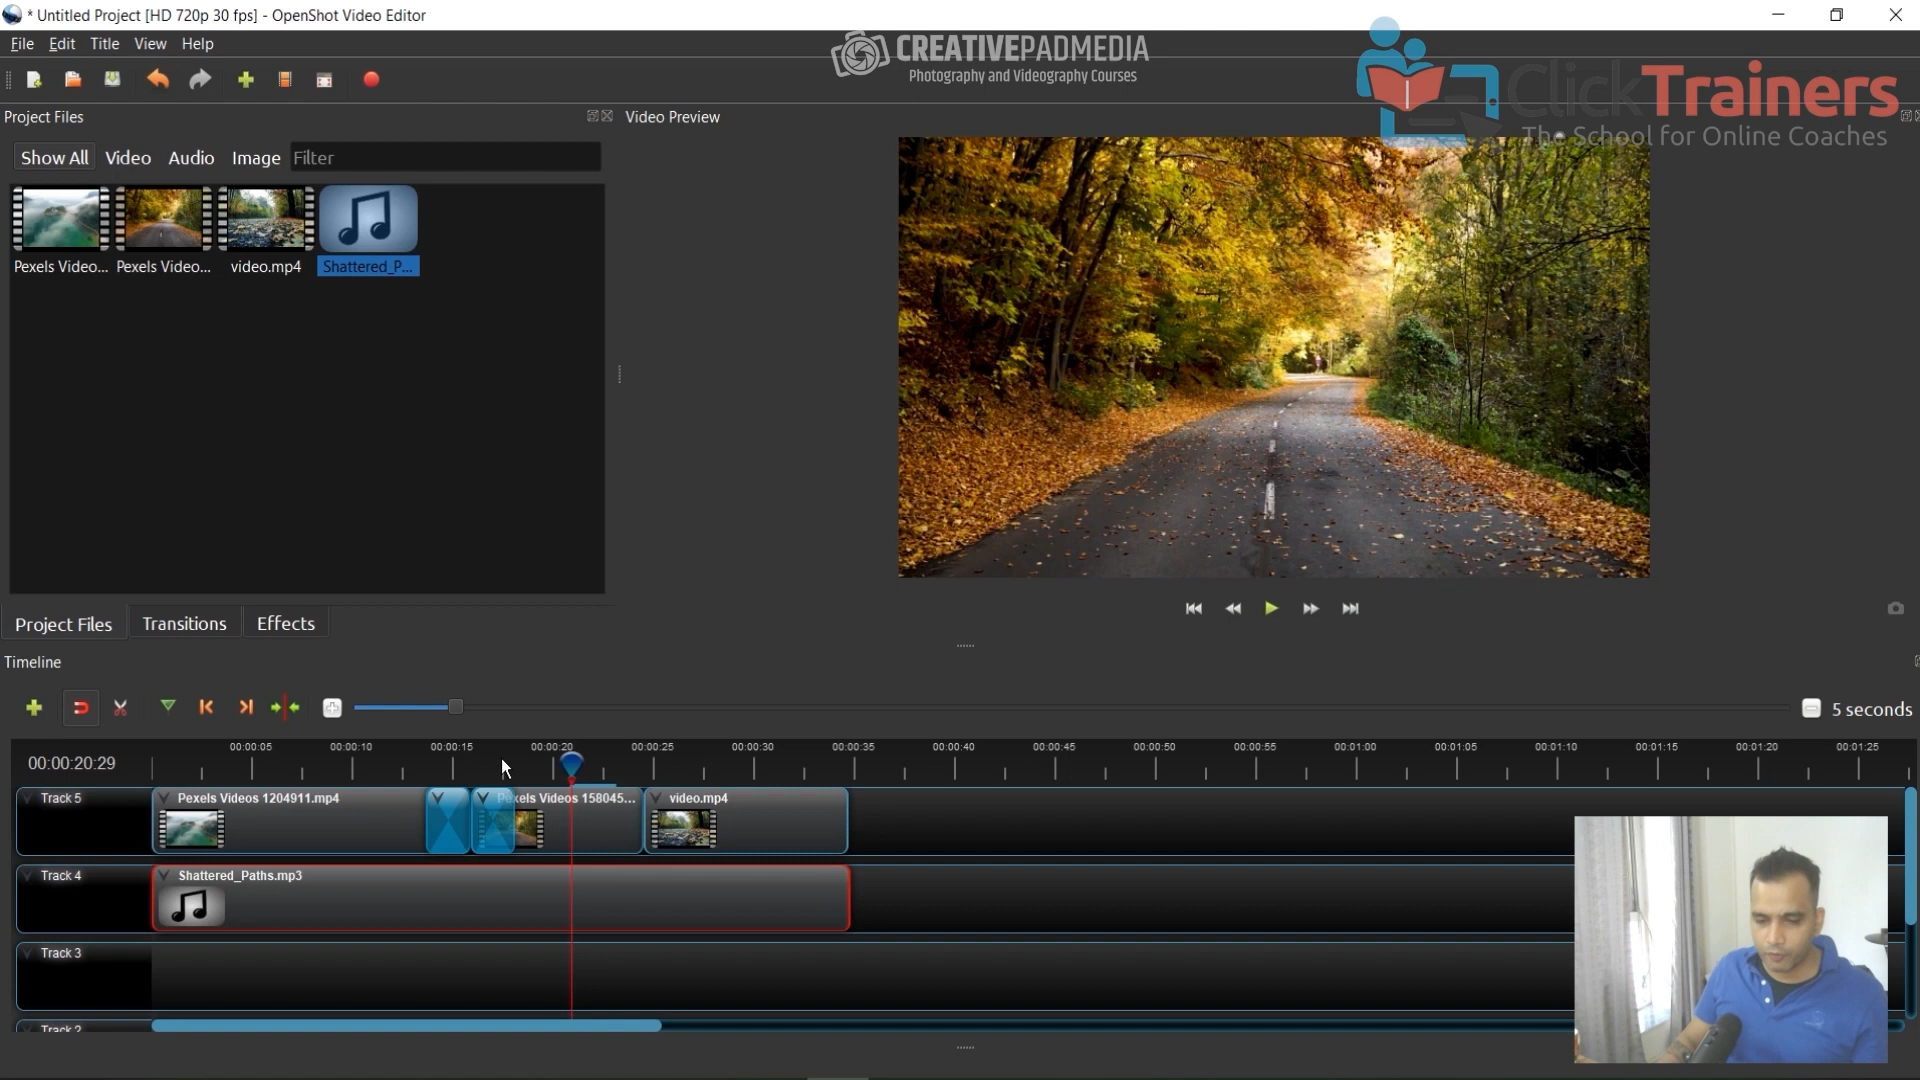 * Untitled Project [HD 720p 30 fps] - OpenShot Video Editor
File Edit Title View Help
CREATIVEPADMEDIA
Photography and Videography Courses
ClickTrainers
The School for Online Coaches
Project Files
Video Preview
Show All Video Audio Image Filter
Pexels Video... Pexels Video... video.mp4 Shattered_P...
Project Files Transitions Effects
Timeline
5 seconds
00:00:20:29
00:00:05 00:00:10 00:00:15 00:00:20 00:00:25 00:00:30 00:00:35 00:00:40 00:00:45 00:00:50 00:00:55 00:01:00 00:01:05 00:01:10 00:01:15 00:01:20 00:01:25
Track 5 Pexels Videos 1204911.mp4 Pexels Videos 158045... video.mp4
Track 4 Shattered_Paths.mp3
Track 3
Track 2